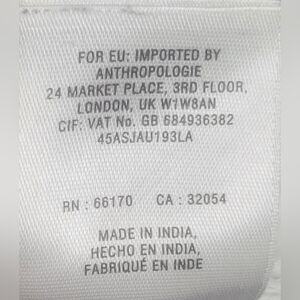 FOR EU: IMPORTED BY
ANTHROPOLOGIE
24 MARKET PLACE, 3RD FLOOR,
LONDON, UK W1W8AN
CIF: VAT No. GB 684936382
45ASJAU193LA
RN : 66170 CA : 32054
MADE IN INDIA,
HECHO EN INDIA,
FABRIQUÉ EN INDE